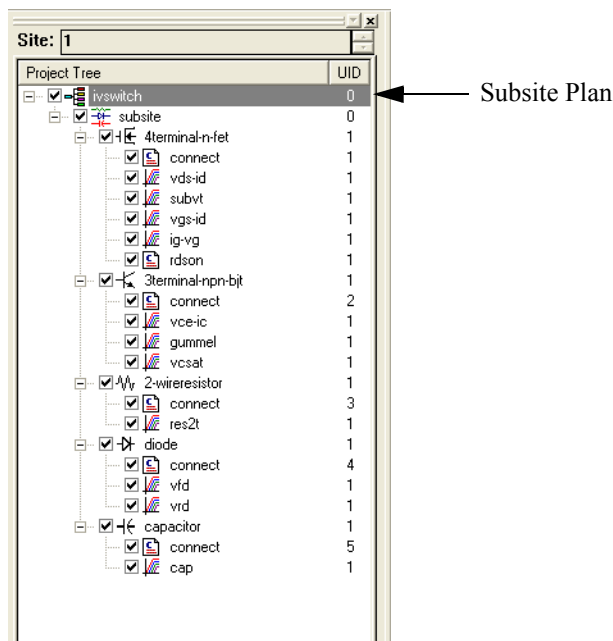 Site: 1
Project Tree UID
ivswitch 0
Subsite Plan
subsite 0
4terminal-n-fet 1
connect 1
vds-id 1
subvt 1
vgs-id 1
ig-vg 1
rdson 1
3terminal-npn-bjt 1
connect 2
vce-ic 1
gummel 1
vcsat 1
2-wireresistor 1
connect 3
res2t 1
diode 1
connect 4
vfd 1
vrd 1
capacitor 1
connect 5
cap 1